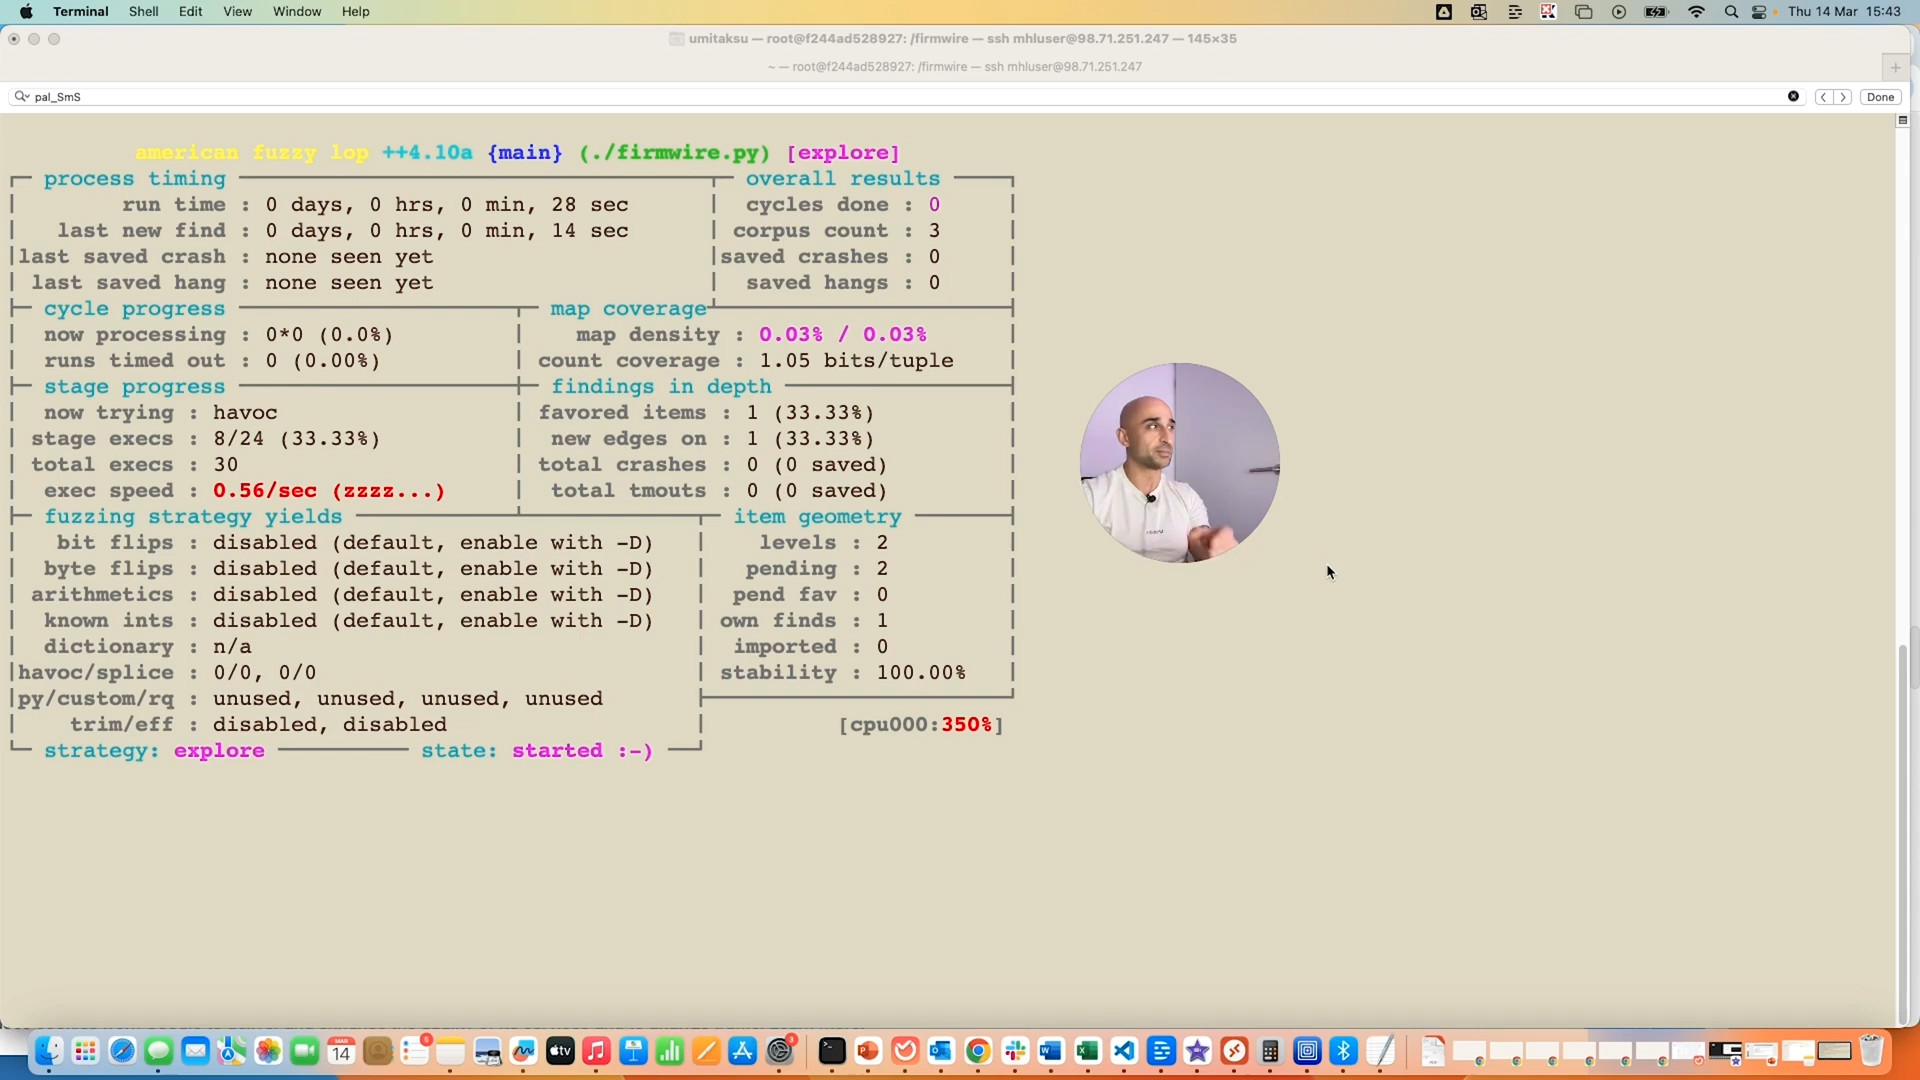 Terminal Shell Edit View Window Help Thu 14 Mar 15:43
umitaksu — root@f244ad528927: /firmwire — ssh mhluser@98.71.251.247 — 145×35
~ — root@f244ad528927: /firmwire — ssh mhluser@98.71.251.247
pal_SmS Done
american fuzzy lop ++4.10a {main} (./firmwire.py) [explore]
process timing overall results
run time : 0 days, 0 hrs, 0 min, 28 sec cycles done : 0
last new find : 0 days, 0 hrs, 0 min, 14 sec corpus count : 3
last saved crash : none seen yet saved crashes : 0
last saved hang : none seen yet saved hangs : 0
cycle progress map coverage
now processing : 0*0 (0.0%) map density : 0.03% / 0.03%
runs timed out : 0 (0.00%) count coverage : 1.05 bits/tuple
stage progress findings in depth
now trying : havoc favored items : 1 (33.33%)
stage execs : 8/24 (33.33%) new edges on : 1 (33.33%)
total execs : 30 total crashes : 0 (0 saved)
exec speed : 0.56/sec (zzzz...) total tmouts : 0 (0 saved)
fuzzing strategy yields item geometry
bit flips : disabled (default, enable with -D) levels : 2
byte flips : disabled (default, enable with -D) pending : 2
arithmetics : disabled (default, enable with -D) pend fav : 0
known ints : disabled (default, enable with -D) own finds : 1
dictionary : n/a imported : 0
havoc/splice : 0/0, 0/0 stability : 100.00%
py/custom/rq : unused, unused, unused, unused
trim/eff : disabled, disabled [cpu000:350%]
strategy: explore state: started :-)
MAR
14
tv